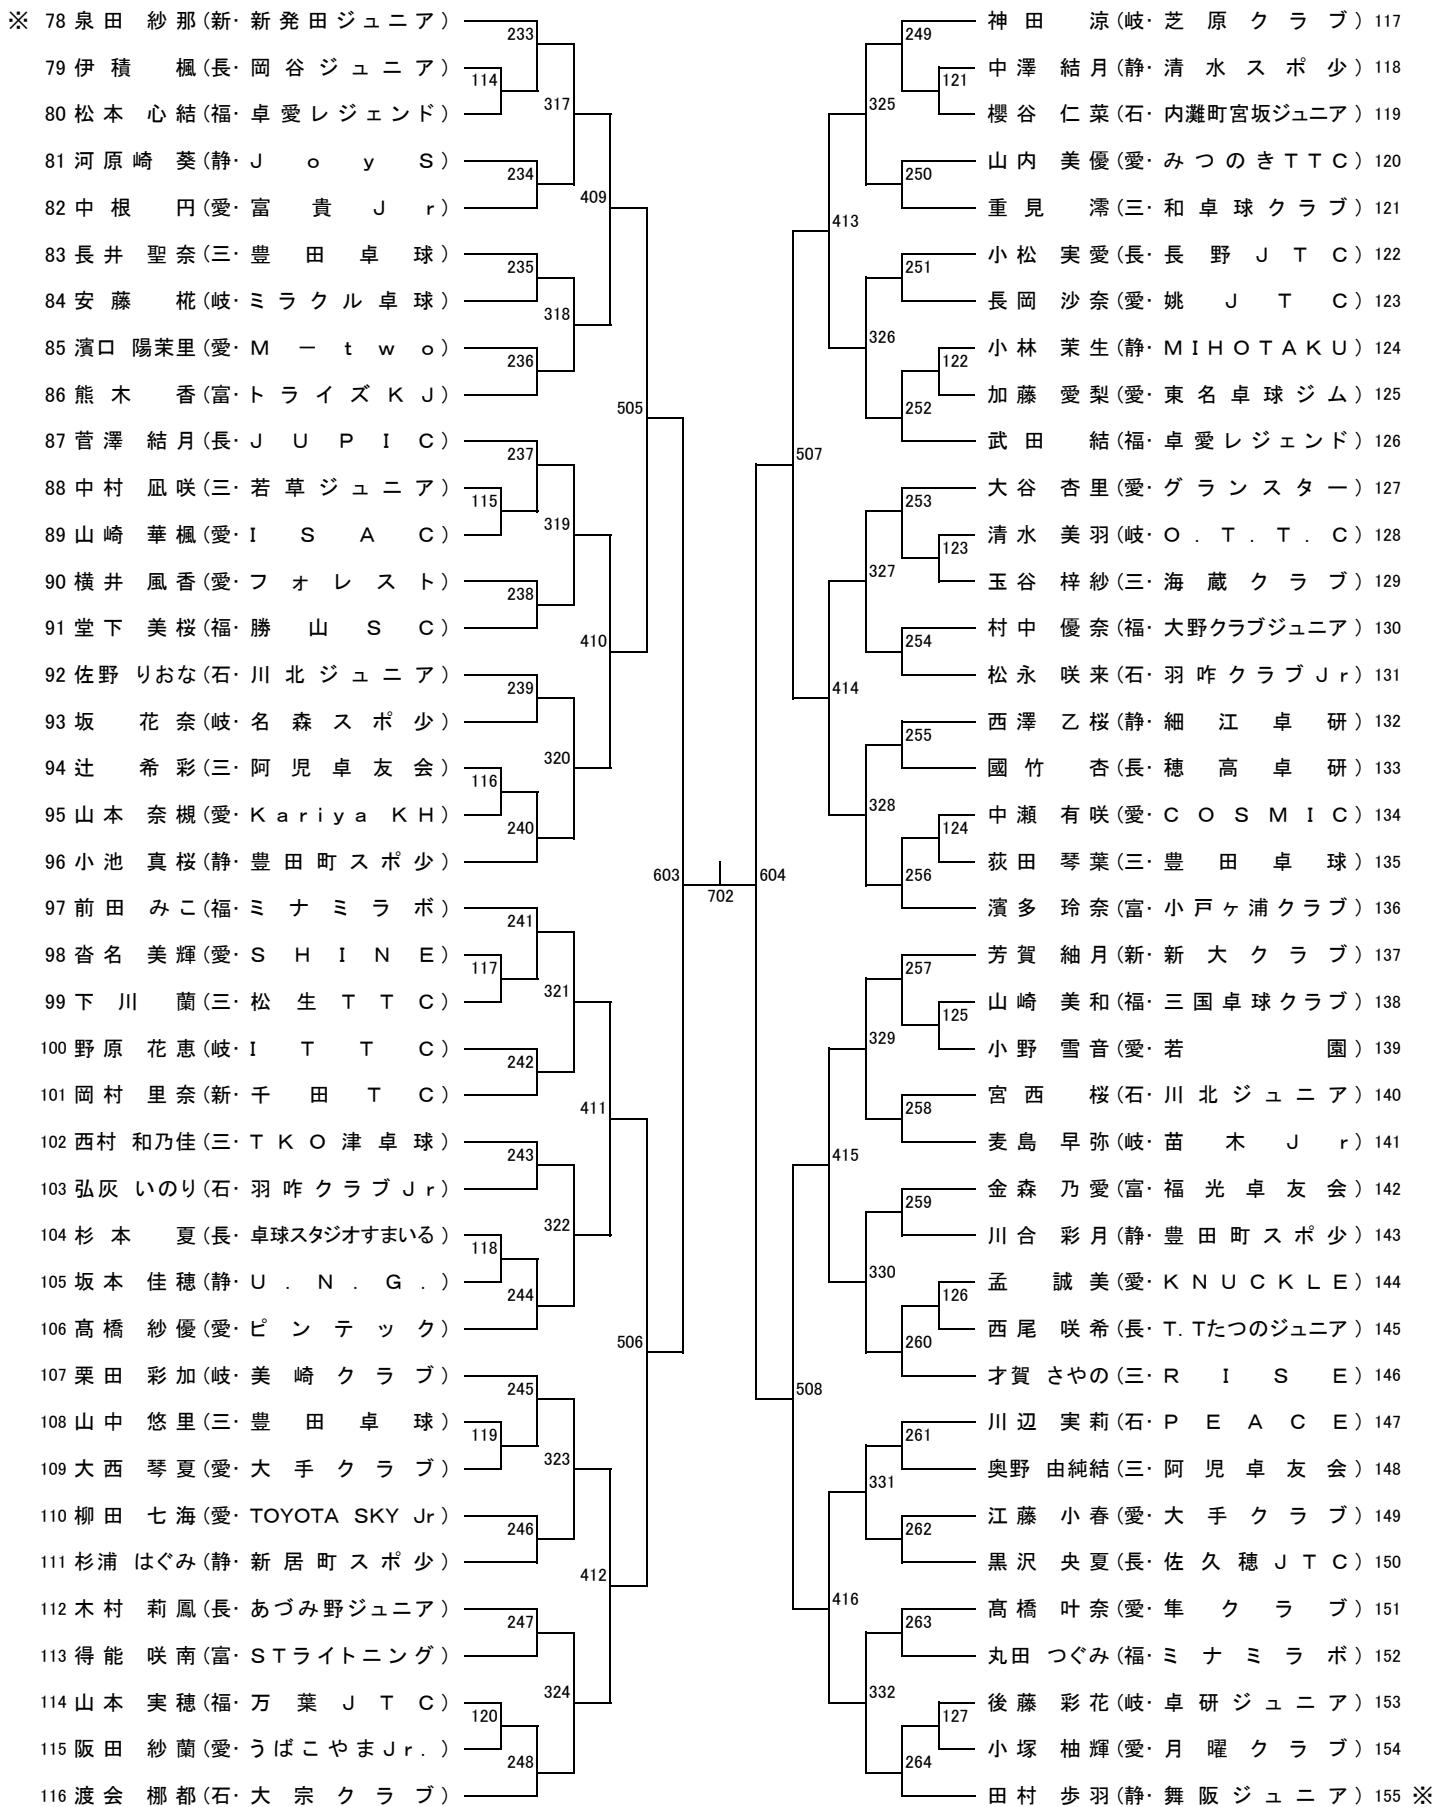 ※ 78 泉田 紗那 (新・新発田ジュニア)
233
79 伊積 楓 (長・岡谷ジュニア)
114
80 松本 心結 (福・卓愛レジェンド)
317
81 河原崎 葵 (静・JoyS)
234
82 中根 円 (愛・富貴Jr)
409
83 長井 聖奈 (三・豊田卓球)
235
84 安藤 椛 (岐・ミラクル卓球)
318
85 濱口 陽茉里 (愛・M-two)
236
86 熊木 香 (富・トライズKJ)
505
87 菅澤 結月 (長・JUPIC)
237
88 中村 凪咲 (三・若草ジュニア)
115
89 山崎 華楓 (愛・ISAC)
319
90 横井 風香 (愛・フォレスト)
238
91 堂下 美桜 (福・勝山SC)
410
92 佐野 りおな (石・川北ジュニア)
239
93 坂 花奈 (岐・名森スポ少)
320
94 辻 希彩 (三・阿児卓友会)
116
95 山本 奈槻 (愛・Kariya KH)
240
96 小池 真桜 (静・豊田町スポ少)
603
97 前田 みこ (福・ミナミラボ)
241
98 沓名 美輝 (愛・SHINE)
117
99 下川 蘭 (三・松生TTC)
321
100 野原 花恵 (岐・ITTC)
242
101 岡村 里奈 (新・千田TC)
411
102 西村 和乃佳 (三・TKO津卓球)
243
103 弘灰 いのり (石・羽咋クラブJr)
322
104 杉本 夏 (長・卓球スタジオすまいる)
118
105 坂本 佳穂 (静・U.N.G.)
244
106 髙橋 紗優 (愛・ピンテック)
506
107 栗田 彩加 (岐・美崎クラブ)
245
108 山中 悠里 (三・豊田卓球)
119
109 大西 琴夏 (愛・大手クラブ)
323
110 柳田 七海 (愛・TOYOTA SKY Jr)
246
111 杉浦 はぐみ (静・新居町スポ少)
412
112 木村 莉鳳 (長・あづみ野ジュニア)
247
113 得能 咲南 (富・STライトニング)
324
114 山本 実穂 (福・万葉JTC)
120
115 阪田 紗蘭 (愛・うばこやまJr.)
248
116 渡会 梛都 (石・大宗クラブ)
702
神田 涼 (岐・芝原クラブ) 117
249
中澤 結月 (静・清水スポ少) 118
121
櫻谷 仁菜 (石・内灘町宮坂ジュニア) 119
325
山内 美優 (愛・みつのきTTC) 120
250
重見 澪 (三・和卓球クラブ) 121
413
小松 実愛 (長・長野JTC) 122
251
長岡 沙奈 (愛・姚JTC) 123
326
小林 茉生 (静・MIHOTAKU) 124
122
加藤 愛梨 (愛・東名卓球ジム) 125
252
武田 結 (福・卓愛レジェンド) 126
507
大谷 杏里 (愛・グランスター) 127
253
清水 美羽 (岐・O.T.T.C) 128
123
玉谷 梓紗 (三・海蔵クラブ) 129
327
村中 優奈 (福・大野クラブジュニア) 130
254
松永 咲来 (石・羽咋クラブJr) 131
414
西澤 乙桜 (静・細江卓研) 132
255
國竹 杏 (長・穂高卓研) 133
328
中瀬 有咲 (愛・COSMIC) 134
124
荻田 琴葉 (三・豊田卓球) 135
256
604
濱多 玲奈 (富・小戸ヶ浦クラブ) 136
芳賀 紬月 (新・新大クラブ) 137
257
山崎 美和 (福・三国卓球クラブ) 138
125
小野 雪音 (愛・若園) 139
329
宮西 桜 (石・川北ジュニア) 140
258
麦島 早弥 (岐・苗木Jr) 141
415
金森 乃愛 (富・福光卓友会) 142
259
川合 彩月 (静・豊田町スポ少) 143
330
孟 誠美 (愛・KNUCKLE) 144
126
西尾 咲希 (長・T.Tたつのジュニア) 145
260
才賀 さやの (三・RISE) 146
508
川辺 実莉 (石・PEACE) 147
261
奥野 由純結 (三・阿児卓友会) 148
331
江藤 小春 (愛・大手クラブ) 149
262
黒沢 央夏 (長・佐久穂JTC) 150
416
髙橋 叶奈 (愛・隼クラブ) 151
263
丸田 つぐみ (福・ミナミラボ) 152
332
後藤 彩花 (岐・卓研ジュニア) 153
127
小塚 柚輝 (愛・月曜クラブ) 154
264
田村 歩羽 (静・舞阪ジュニア) 155 ※